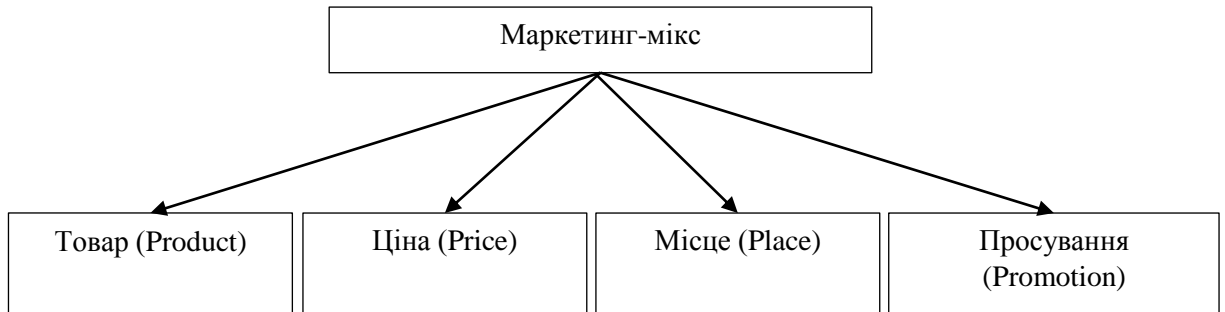 Маркетинг-мікс
Товар (Product)
Ціна (Price)
Місце (Place)
Просування
(Promotion)